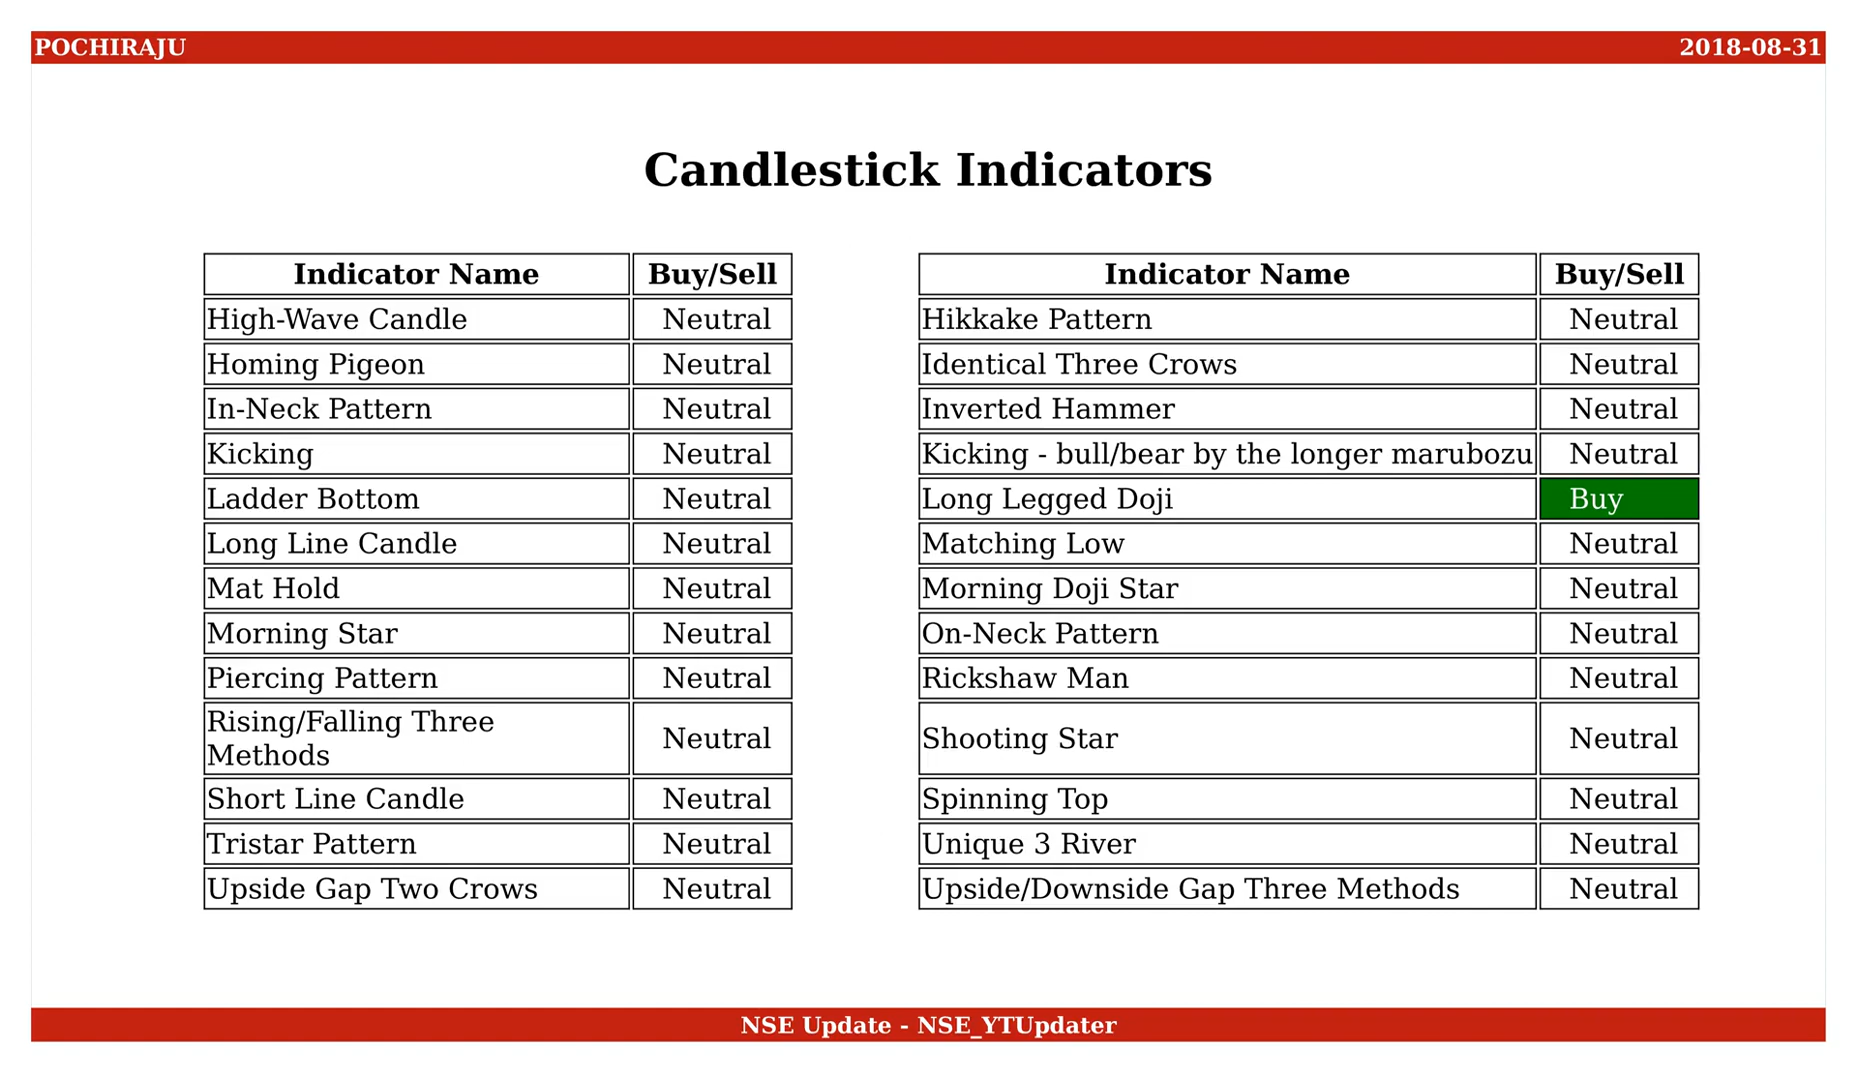 POCHIRAJU 2018-08-31
Candlestick Indicators
Indicator Name Buy/Sell Indicator Name Buy/Sell
High-Wave Candle Neutral Hikkake Pattern Neutral
Homing Pigeon Neutral Identical Three Crows Neutral
In-Neck Pattern Neutral Inverted Hammer Neutral
Kicking Neutral Kicking - bull/bear by the longer marubozu Neutral
Ladder Bottom Neutral Long Legged Doji Buy
Long Line Candle Neutral Matching Low Neutral
Mat Hold Neutral Morning Doji Star Neutral
Morning Star Neutral On-Neck Pattern Neutral
Piercing Pattern Neutral Rickshaw Man Neutral
Rising/Falling Three
Methods Neutral Shooting Star Neutral
Short Line Candle Neutral Spinning Top Neutral
Tristar Pattern Neutral Unique 3 River Neutral
Upside Gap Two Crows Neutral Upside/Downside Gap Three Methods Neutral
NSE Update - NSE_YTUpdater